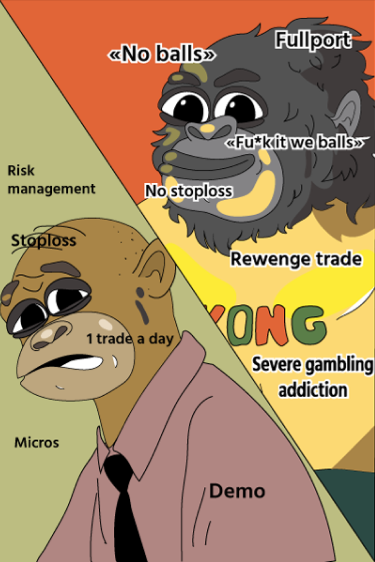 «No balls»
Fullport
«Fu*k it we balls»
No stoploss
Rewenge trade
KONG
Severe gambling
addiction
Risk
management
Stoploss
1 trade a day
Micros
Demo